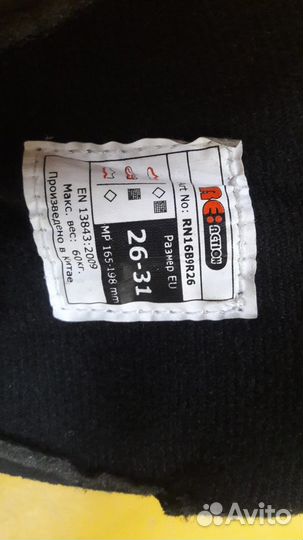 RE:ACTION
Art No: RN16B9R26
Размер EU
26-31
MP 165-198 mm
EN 13843:2009
Макс. вес: 60кг.
Произведено в Китае
Avito